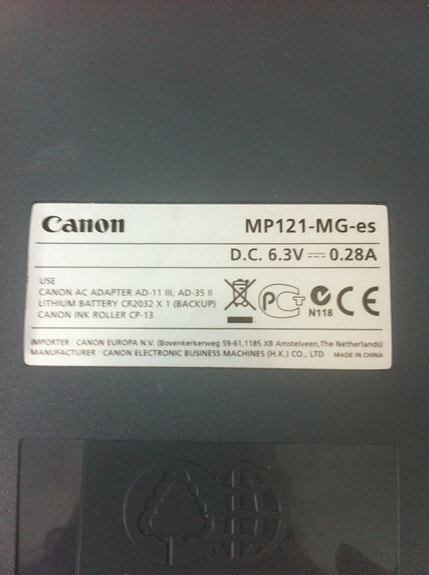 Canon
MP121-MG-es
D.C. 6.3V ⎓ 0.28A
USE
CANON AC ADAPTER AD-11 III, AD-35 II
LITHIUM BATTERY CR2032 X 1 (BACKUP)
CANON INK ROLLER CP-13
N118
CE
IMPORTER : CANON EUROPA N.V. (Bovenkerkerweg 59-61,1185 XB Amstelveen,The Netherlands)
MANUFACTURER : CANON ELECTRONIC BUSINESS MACHINES (H.K.) CO., LTD MADE IN CHINA